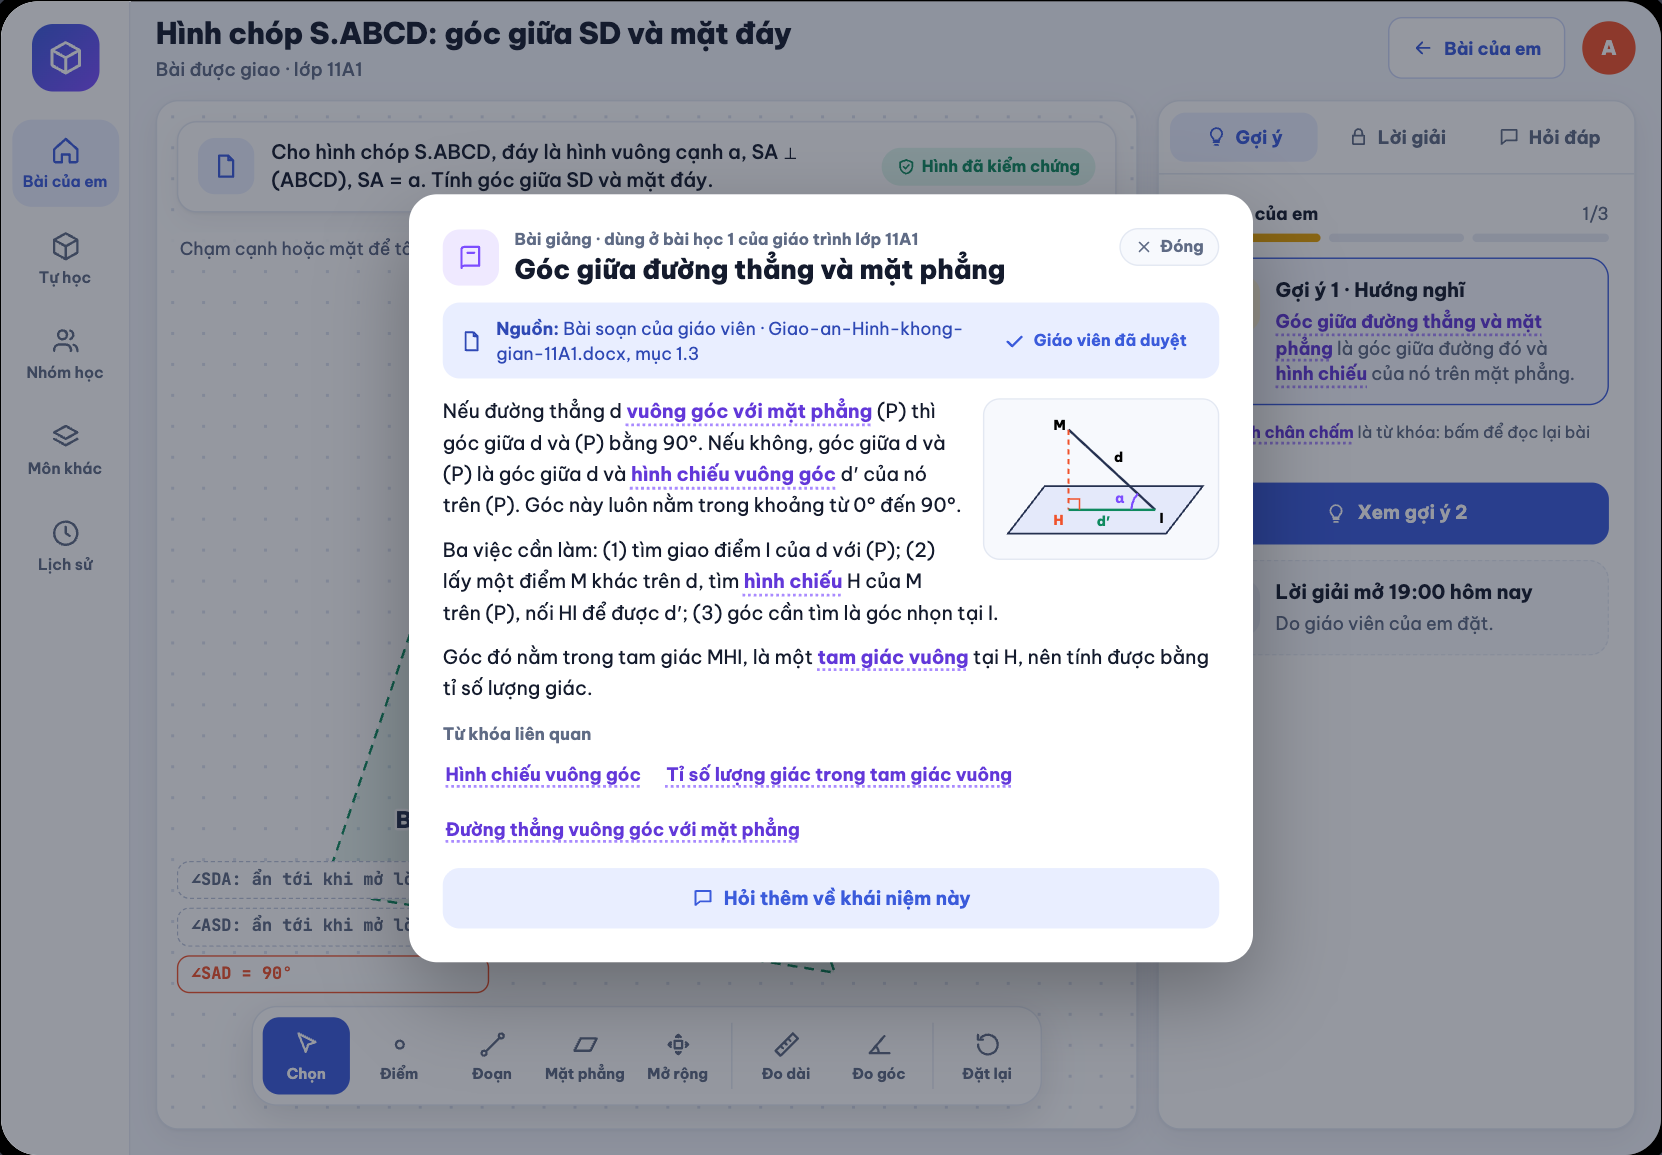 Hình chóp S.ABCD: góc giữa SD và mặt đáy
Bài được giao · lớp 11A1
Bài của em
A
Bài của em
Tự học
Nhóm học
Môn khác
Lịch sử
Cho hình chóp S.ABCD, đáy là hình vuông cạnh a, SA ⊥
(ABCD), SA = a. Tính góc giữa SD và mặt đáy.
Hình đã kiểm chứng
Chạm cạnh hoặc mặt để tô
B
∠SDA: ẩn tới khi mở lờ
∠ASD: ẩn tới khi mở lờ
∠SAD = 90°
Chọn
Điểm
Đoạn
Mặt phẳng
Mở rộng
Đo dài
Đo góc
Đặt lại
Bài giảng · dùng ở bài học 1 của giáo trình lớp 11A1
Góc giữa đường thẳng và mặt phẳng
Đóng
Nguồn: Bài soạn của giáo viên · Giao-an-Hinh-khong-
gian-11A1.docx, mục 1.3
Giáo viên đã duyệt
Nếu đường thẳng d vuông góc với mặt phẳng (P) thì
góc giữa d và (P) bằng 90°. Nếu không, góc giữa d và
(P) là góc giữa d và hình chiếu vuông góc d′ của nó
trên (P). Góc này luôn nằm trong khoảng từ 0° đến 90°.
M
d
α
H
d′
I
Ba việc cần làm: (1) tìm giao điểm I của d với (P); (2)
lấy một điểm M khác trên d, tìm hình chiếu H của M
trên (P), nối HI để được d′; (3) góc cần tìm là góc nhọn tại I.
Góc đó nằm trong tam giác MHI, là một tam giác vuông tại H, nên tính được bằng
tỉ số lượng giác.
Từ khóa liên quan
Hình chiếu vuông góc
Tỉ số lượng giác trong tam giác vuông
Đường thẳng vuông góc với mặt phẳng
Hỏi thêm về khái niệm này
Gợi ý
Lời giải
Hỏi đáp
của em
1/3
Gợi ý 1 · Hướng nghĩ
Góc giữa đường thẳng và mặt
phẳng là góc giữa đường đó và
hình chiếu của nó trên mặt phẳng.
h chân chấm là từ khóa: bấm để đọc lại bài
Xem gợi ý 2
Lời giải mở 19:00 hôm nay
Do giáo viên của em đặt.